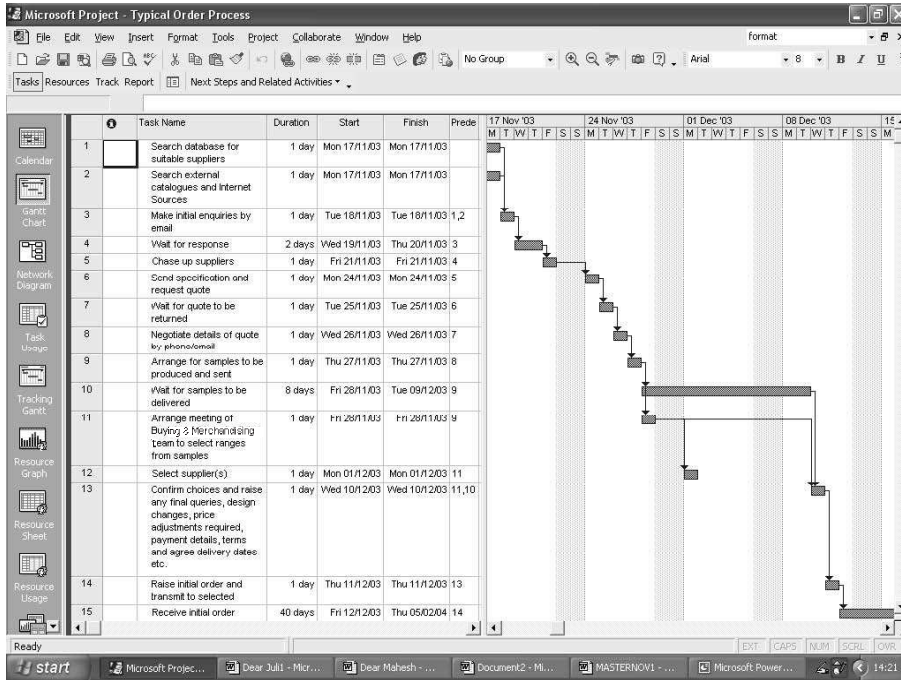 Microsoft Project - Typical Order Process
File Edit View Insert Format Tools Project Collaborate Window Help format
No Group Arial 8 B I U
Tasks Resources Track Report Next Steps and Related Activities
Task Name Duration Start Finish Prede 17 Nov '03 24 Nov '03 01 Dec '03 08 Dec '03 15
M T W T F S S M T W T F S S M T W T F S S M T W T F S S M
Calendar
Gantt
Chart
Network
Diagram
Task
Usage
Tracking
Gantt
Resource
Graph
Resource
Sheet
Resource
Usage
1 Search database for 1 day Mon 17/11/03 Mon 17/11/03
suitable suppliers
2 Search external 1 day Mon 17/11/03 Mon 17/11/03
catalogues and Internet
Sources
3 Make initial enquiries by 1 day Tue 18/11/03 Tue 18/11/03 1,2
email
4 Wait for response 2 days Wed 19/11/03 Thu 20/11/03 3
5 Chase up suppliers 1 day Fri 21/11/03 Fri 21/11/03 4
6 Send specification and 1 day Mon 24/11/03 Mon 24/11/03 5
request quote
7 Wait for quote to be 1 day Tue 25/11/03 Tue 25/11/03 6
returned
8 Negotiate details of quote 1 day Wed 26/11/03 Wed 26/11/03 7
by phone/email
9 Arrange for samples to be 1 day Thu 27/11/03 Thu 27/11/03 8
produced and sent
10 Wait for samples to be 8 days Fri 28/11/03 Tue 09/12/03 9
delivered
11 Arrange meeting of 1 day Fri 28/11/03 Fri 28/11/03 9
Buying & Merchandising
team to select ranges
from samples
12 Select supplier(s) 1 day Mon 01/12/03 Mon 01/12/03 11
13 Confirm choices and raise 1 day Wed 10/12/03 Wed 10/12/03 11,10
any final queries, design
changes, price
adjustments required,
payment details, terms
and agree delivery dates
etc.
14 Raise initial order and 1 day Thu 11/12/03 Thu 11/12/03 13
transmit to selected
15 Receive initial order 40 days Fri 12/12/03 Thu 05/02/04 14
Ready EXT CAPS NUM SCRL OVR
start Microsoft Projec... Dear Juli1 - Micr... Dear Mahesh - ... Document2 - Mi... MASTERNOV1 - ... Microsoft Power... 14:21